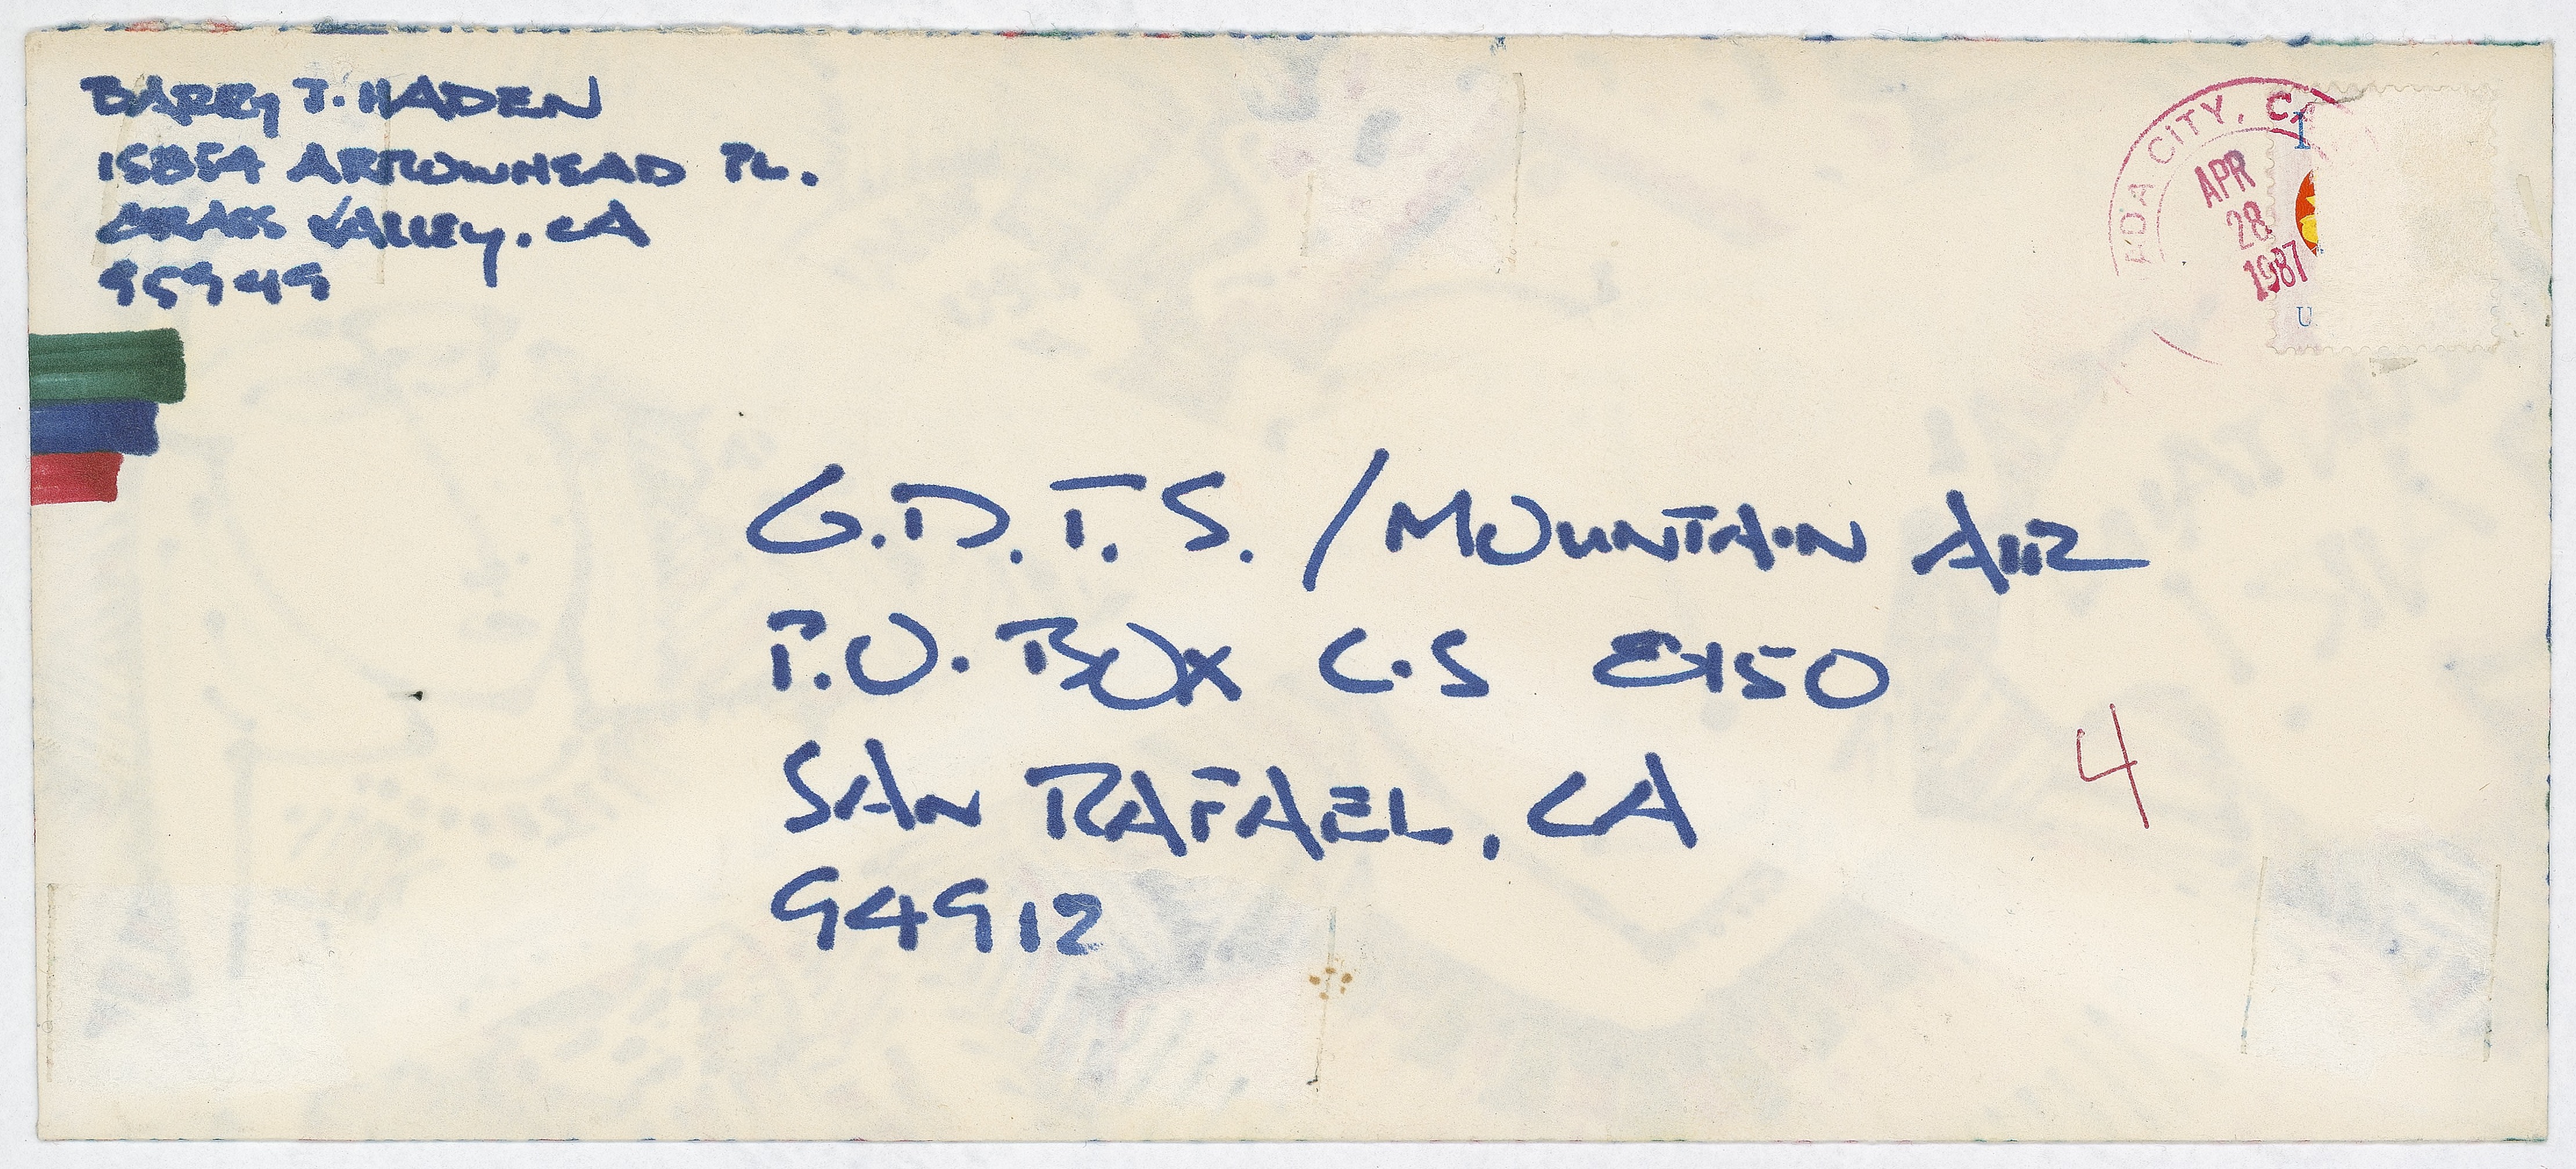 BARRY J. HADEN
15854 ARROWHEAD PL.
GRASS VALLEY, CA
95949
G.D.T.S. / MOUNTAIN AIR
P.O. BOX C-S 8150
SAN RAFAEL, CA
94912
4
CITY, CA
APR
28
1987
U